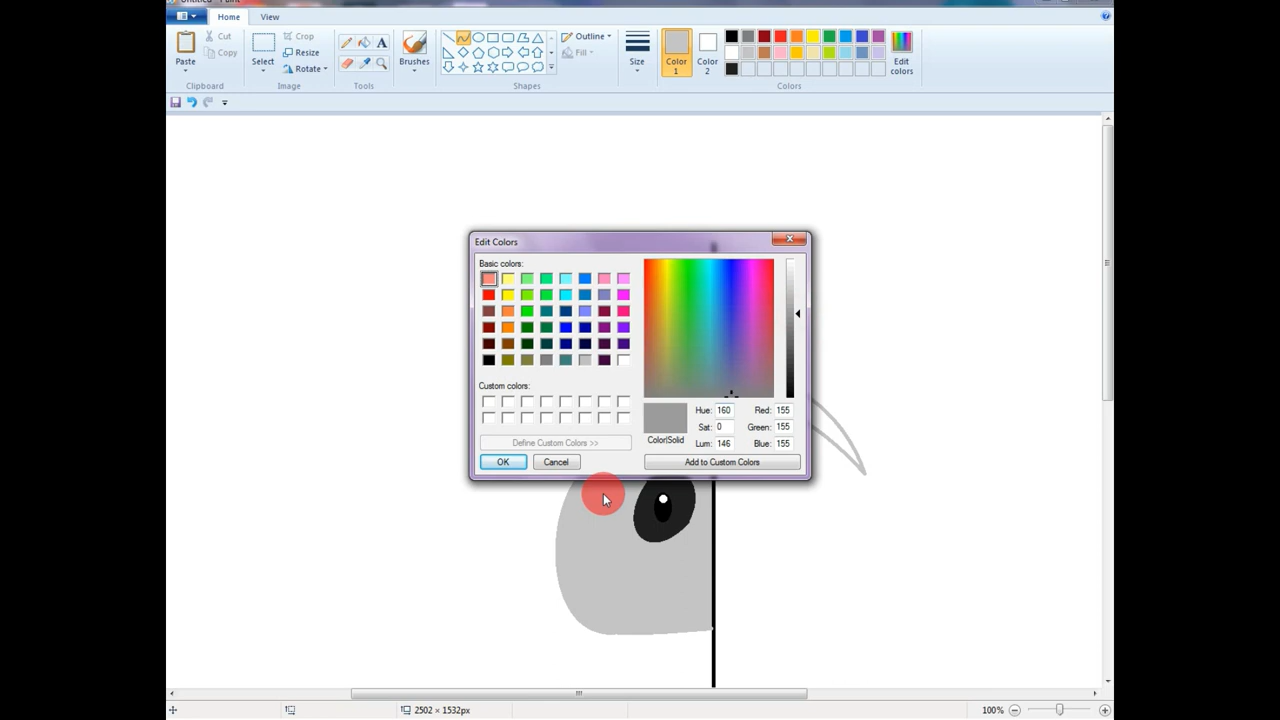 Untitled - Paint
Home View
Paste
Cut
Copy
Clipboard
Select
Crop
Resize
Rotate
Image
Tools
Brushes
Outline
Fill
Shapes
Size
Color 1
Color 2
Edit colors
Colors
Edit Colors
Basic colors:
Custom colors:
Define Custom Colors >>
OK Cancel
Color|Solid
Hue: 160 Red: 155
Sat: 0 Green: 155
Lum: 146 Blue: 155
Add to Custom Colors
2502 × 1532px
100%